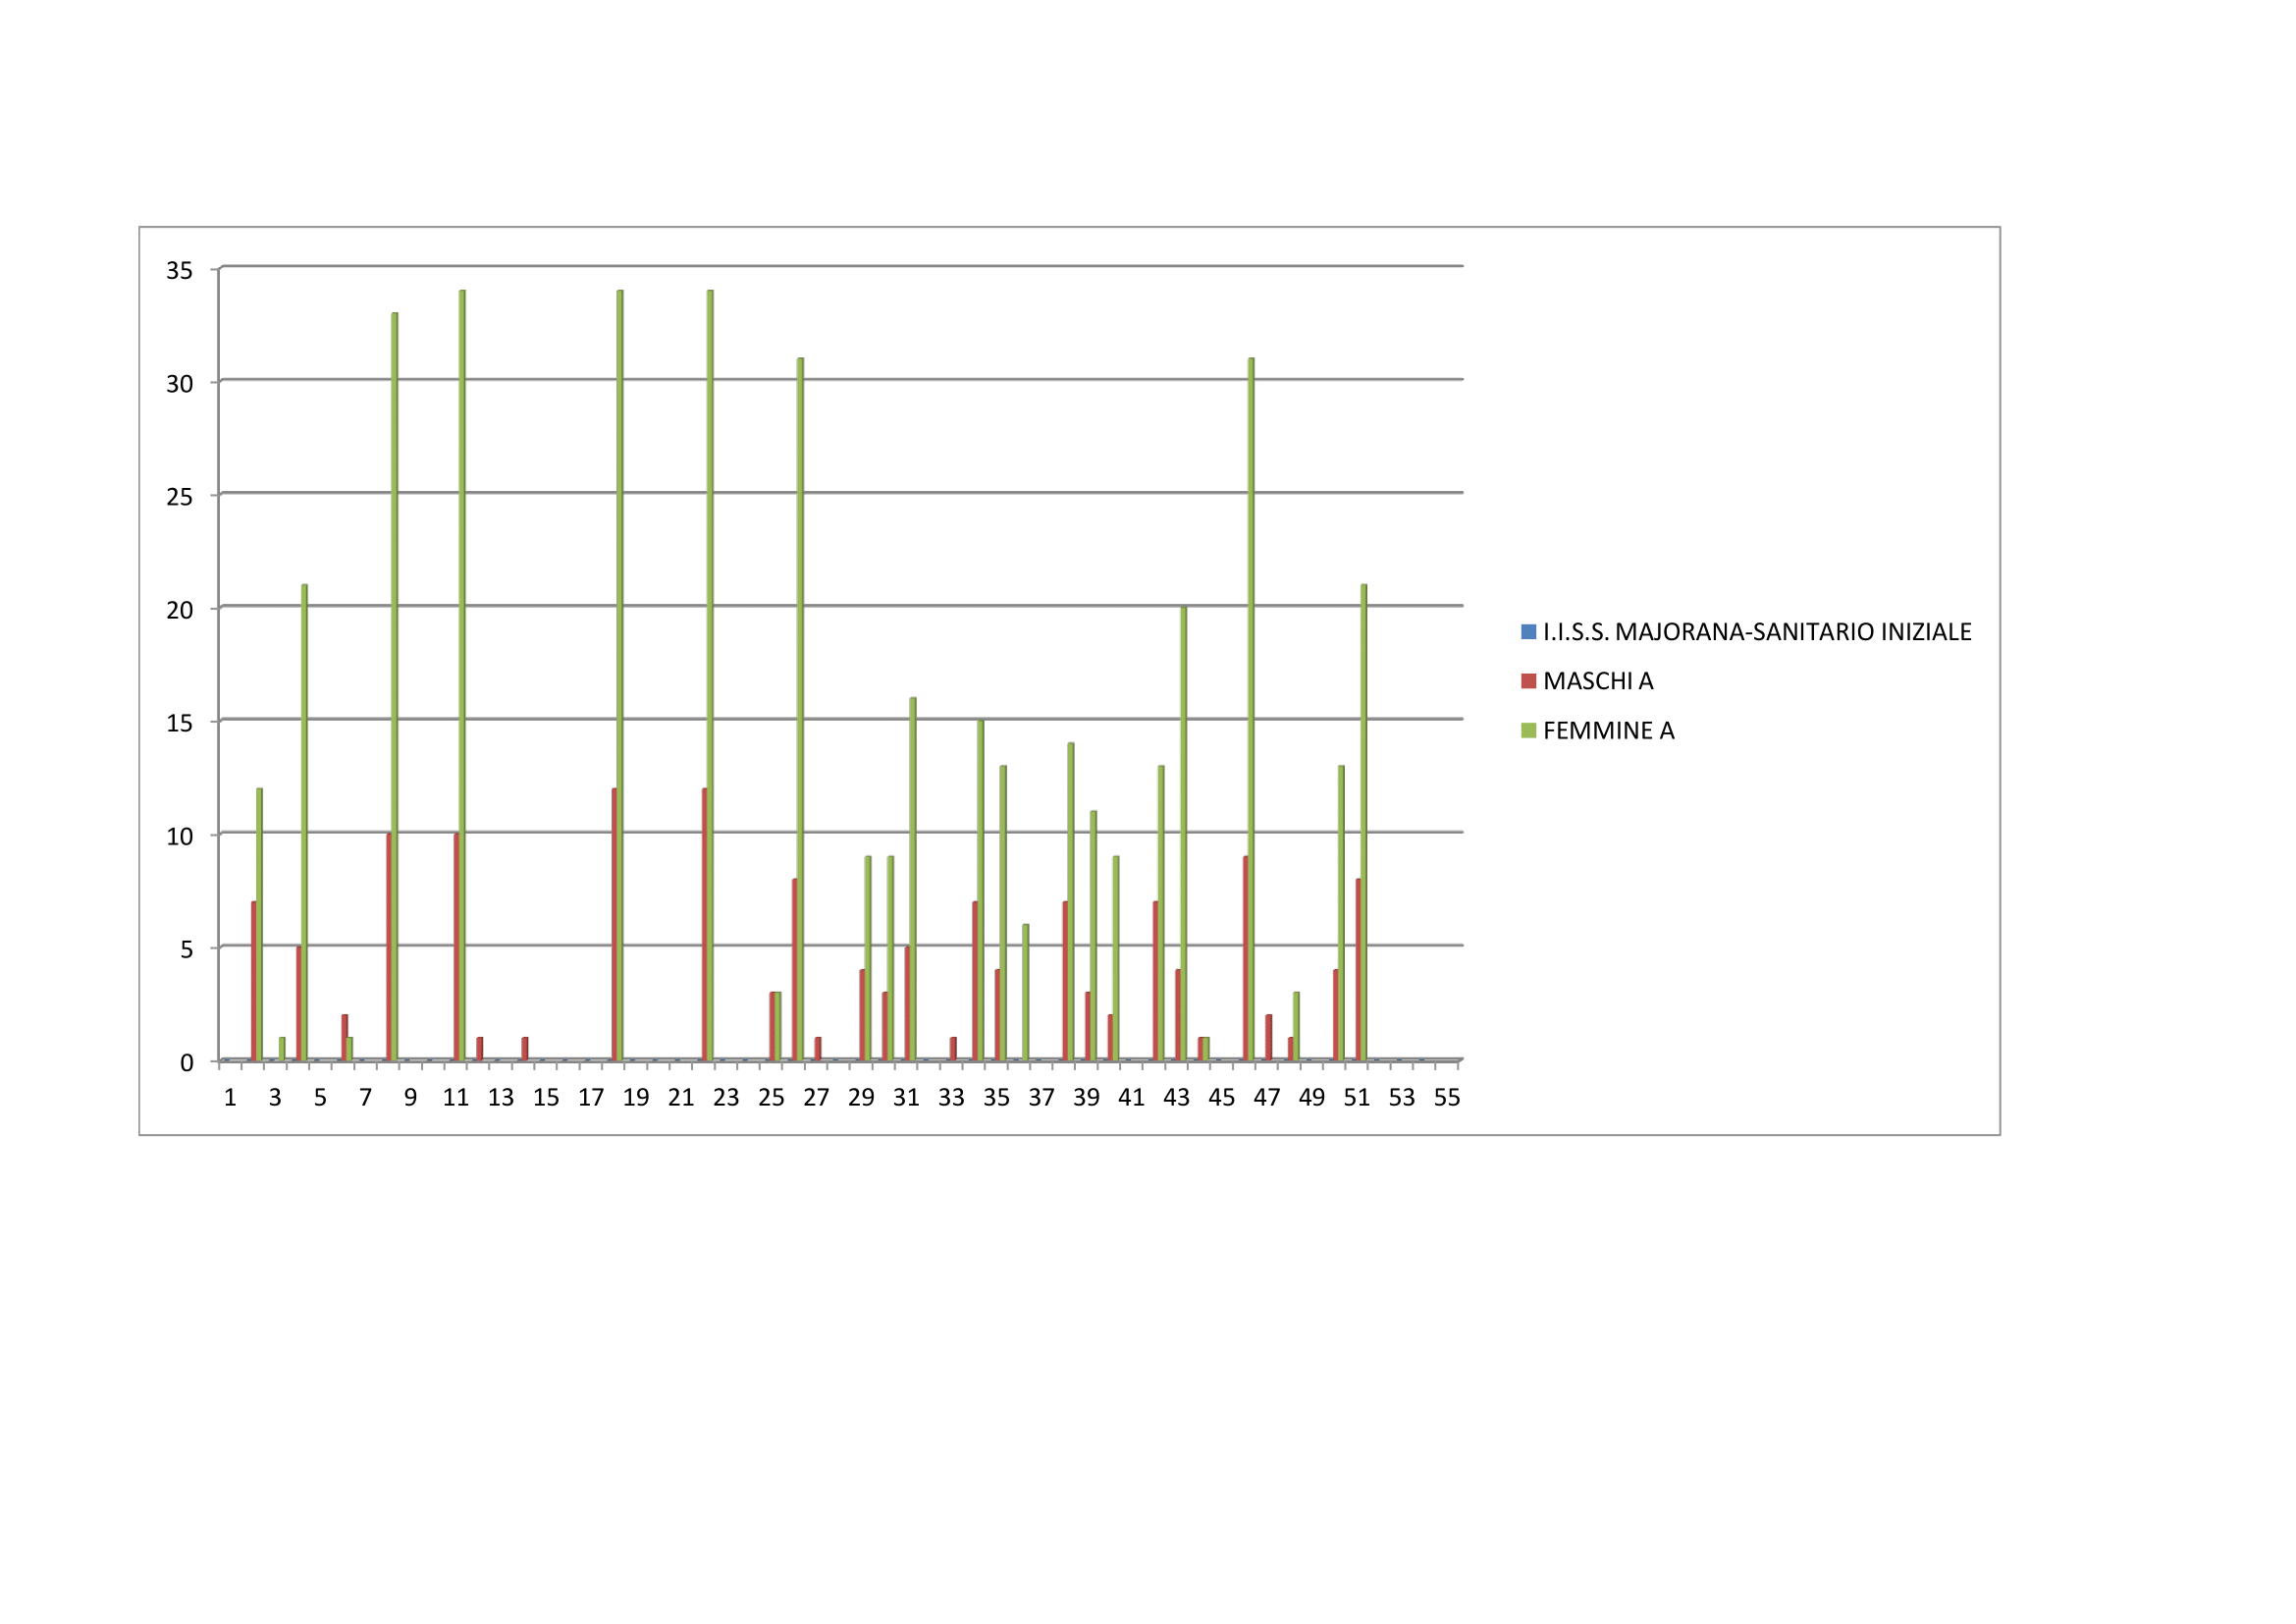 35
30
25
20
15
10
5
0
1 3 5 7 9 11 13 15 17 19 21 23 25 27 29 31 33 35 37 39 41 43 45 47 49 51 53 55
I.I.S.S. MAJORANA-SANITARIO INIZIALE
MASCHI A
FEMMINE A